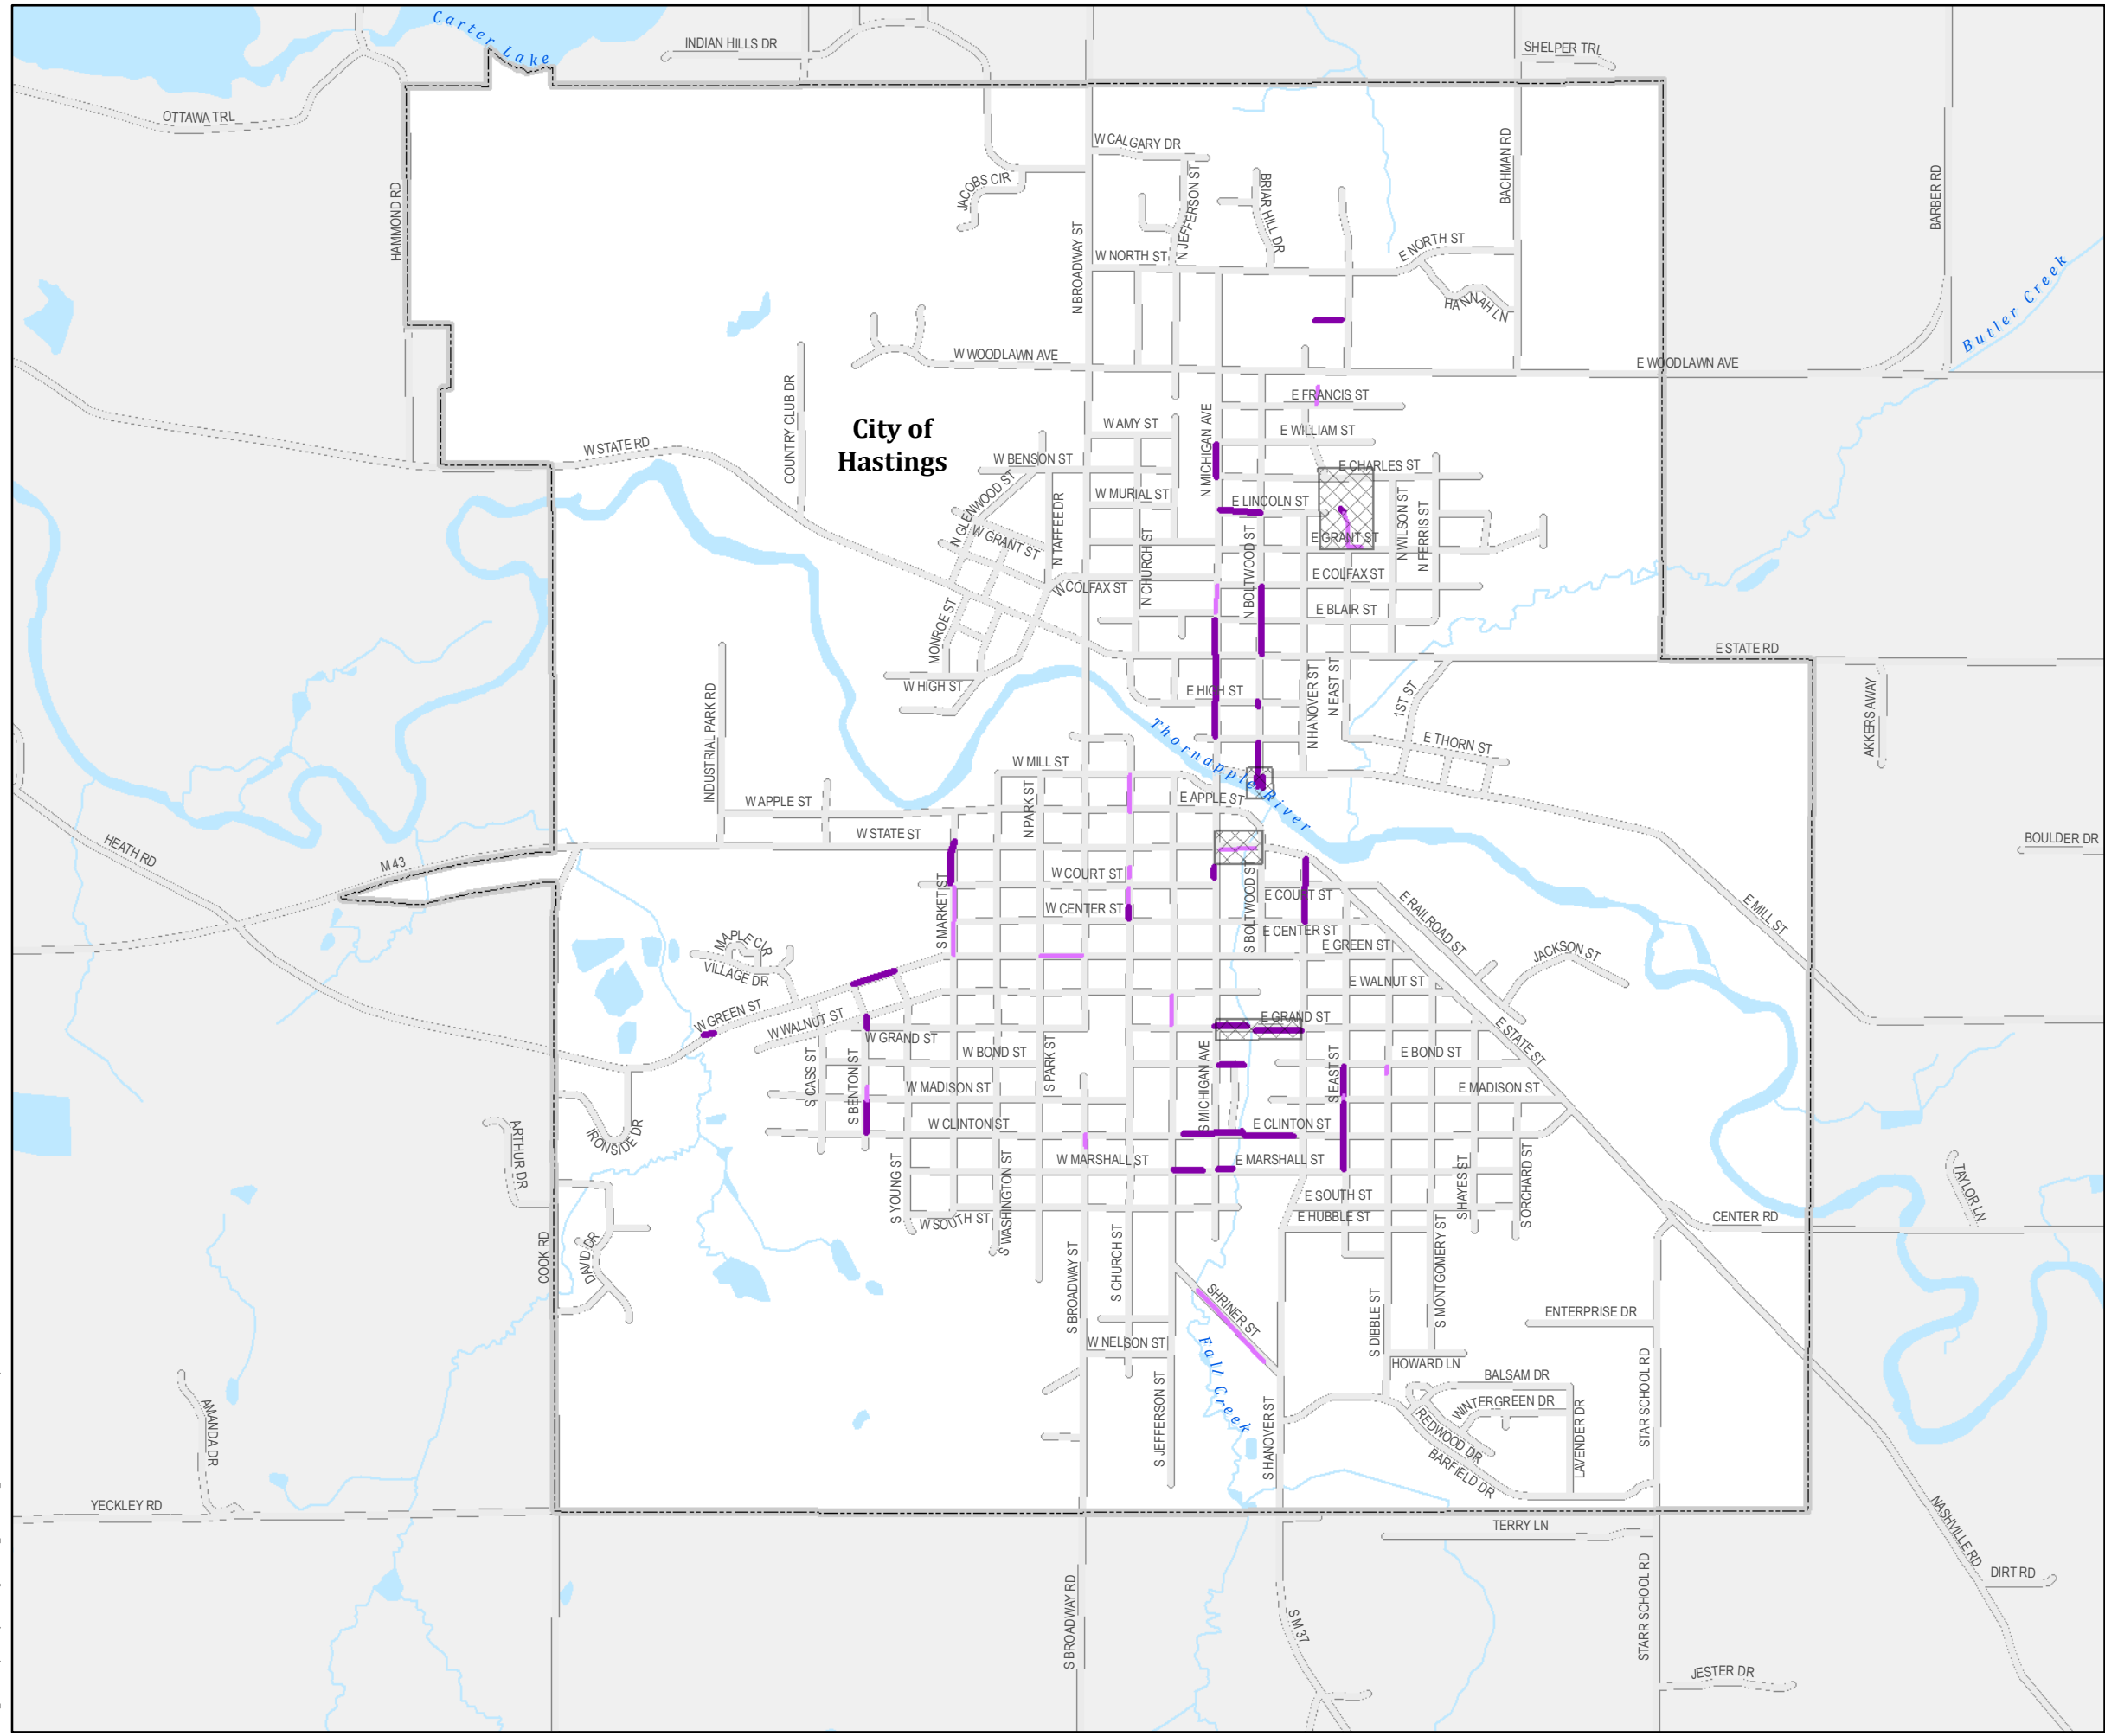 Carter Lake
INDIAN HILLS DR
SHELPER TRL
OTTAWA TRL
W CALGARY DR
BACHMAN RD
JACOBS CIR
N JEFFERSON ST
BRIAR HILL DR
HAMMOND RD
BARBER RD
N BROADWAY ST
W NORTH ST
E NORTH ST
HANNAH LN
Butler Creek
W WOODLAWN AVE
E WOODLAWN AVE
COUNTRY CLUB DR
E FRANCIS ST
City of
Hastings
W AMY ST
N MICHIGAN AVE
E WILLIAM ST
W STATE RD
W BENSON ST
E CHARLES ST
N GLENWOOD ST
W MURIAL ST
E LINCOLN ST
N TAFFEE DR
N WILSON ST
N FERRIS ST
W GRANT ST
E GRANT ST
N CHURCH ST
N BOLTWOOD ST
W COLFAX ST
E COLFAX ST
E BLAIR ST
MONROE ST
E STATE RD
W HIGH ST
E HIGH ST
N HANOVER ST
N EAST ST
1ST ST
AKKERS AWAY
INDUSTRIAL PARK RD
Thornapple River
E THORN ST
W MILL ST
W APPLE ST
N PARK ST
E APPLE ST
HEATH RD
M 43
W STATE ST
BOULDER DR
W COURT ST
E COURT ST
S MARKET ST
W CENTER ST
S BOLTWOOD ST
E CENTER ST
E RAILROAD ST
E MILL ST
MAPLE CIR
E GREEN ST
JACKSON ST
VILLAGE DR
E WALNUT ST
W GREEN ST
W WALNUT ST
E GRAND ST
E STATE ST
W GRAND ST
W BOND ST
E BOND ST
S CASS ST
S BENTON ST
S PARK ST
S MICHIGAN AVE
S EAST ST
W MADISON ST
E MADISON ST
W CLINTON ST
E CLINTON ST
IRONSIDE DR
ARTHUR DR
W MARSHALL ST
E MARSHALL ST
S YOUNG ST
S WASHINGTON ST
S HAYES ST
S ORCHARD ST
TAYLOR LN
W SOUTH ST
E SOUTH ST
E HUBBLE ST
CENTER RD
COOK RD
DAVID DR
S BROADWAY ST
S CHURCH ST
SHRINER ST
S MONTGOMERY ST
S DIBBLE ST
ENTERPRISE DR
W NELSON ST
Fall Creek
HOWARD LN
STAR SCHOOL RD
BALSAM DR
WINTERGREEN DR
AMANDA DR
S JEFFERSON ST
S HANOVER ST
REDWOOD DR
LAVENDER DR
BARFIELD DR
YECKLEY RD
TERRY LN
NASHVILLE RD
DIRT RD
S BROADWAY RD
S M 37
STARR SCHOOL RD
JESTER DR